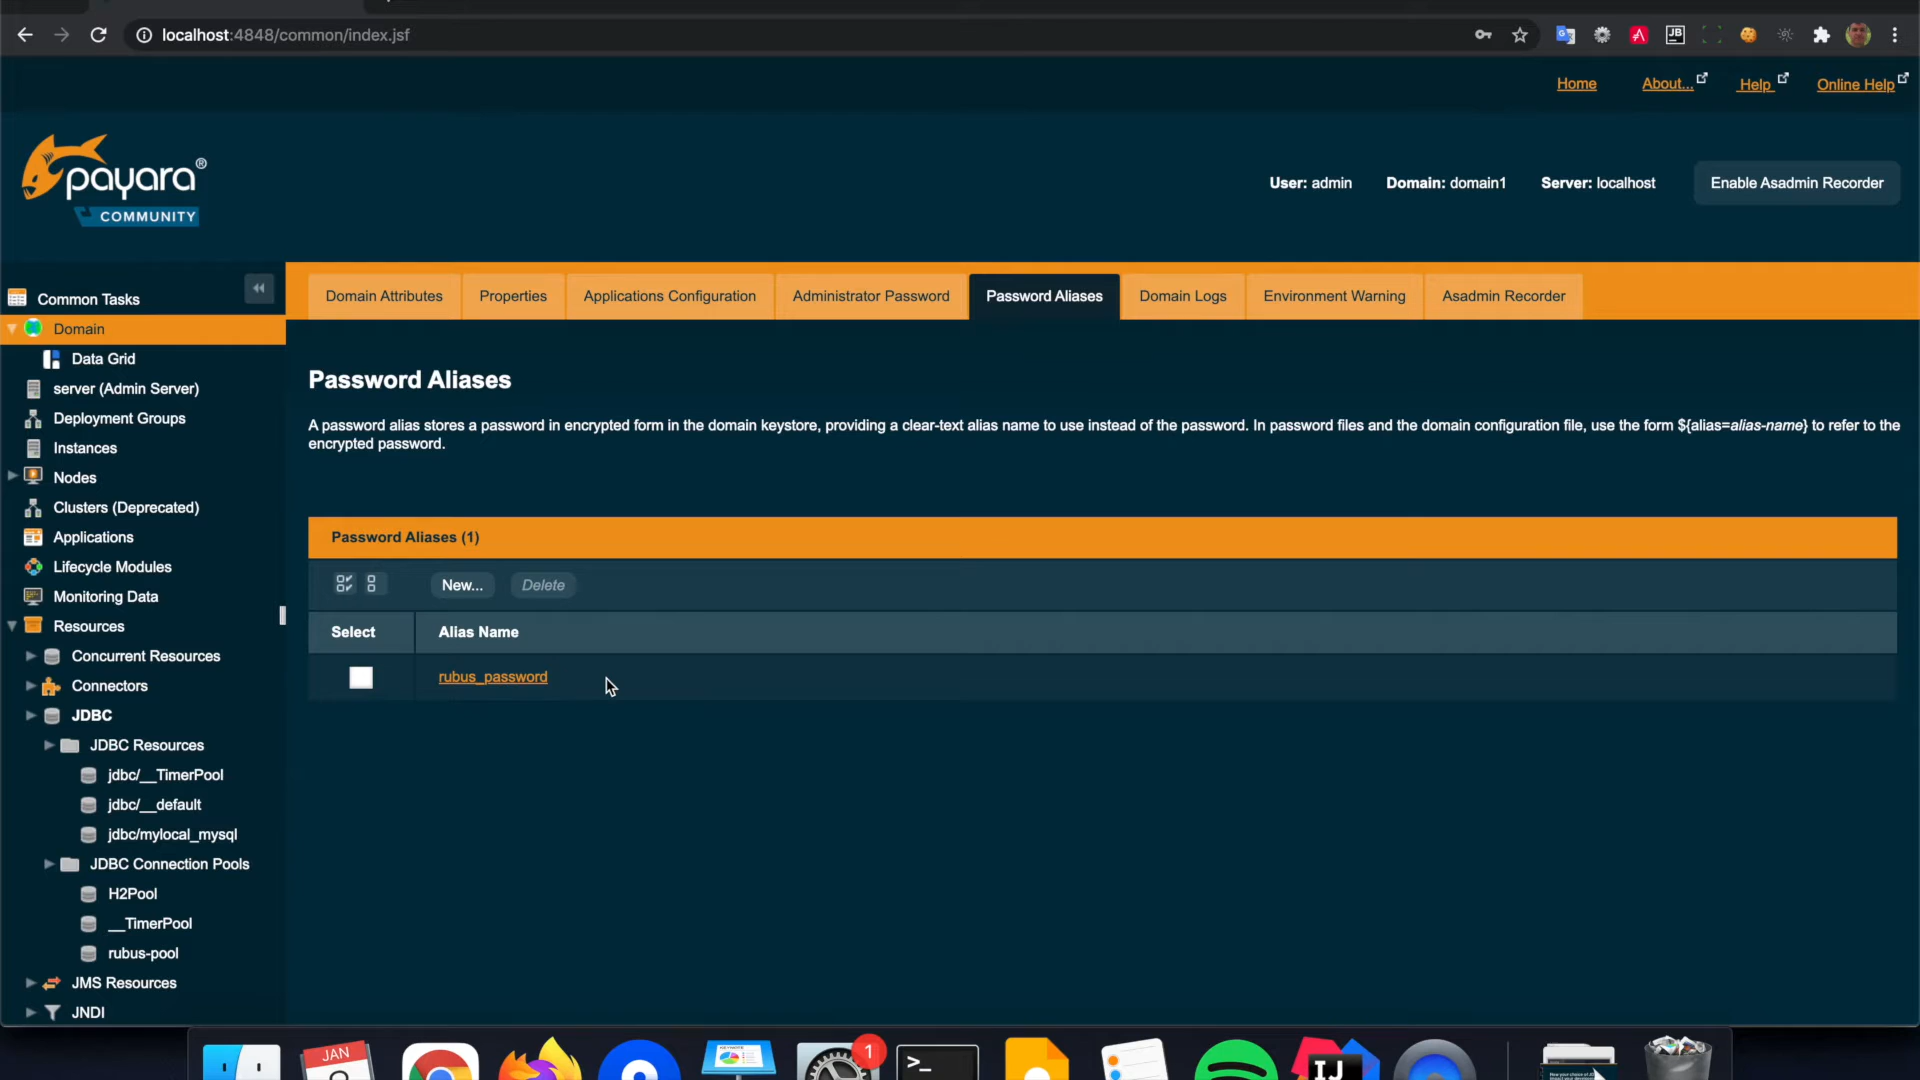 localhost:4848/common/index.jsf
JB
Home
About...
Help
Online Help
payara®
COMMUNITY
User: admin
Domain: domain1
Server: localhost
Enable Asadmin Recorder
Common Tasks
Domain
Data Grid
server (Admin Server)
Deployment Groups
Instances
Nodes
Clusters (Deprecated)
Applications
Lifecycle Modules
Monitoring Data
Resources
Concurrent Resources
Connectors
JDBC
JDBC Resources
jdbc/__TimerPool
jdbc/__default
jdbc/mylocal_mysql
JDBC Connection Pools
H2Pool
__TimerPool
rubus-pool
JMS Resources
JNDI
Domain Attributes
Properties
Applications Configuration
Administrator Password
Password Aliases
Domain Logs
Environment Warning
Asadmin Recorder
Password Aliases
A password alias stores a password in encrypted form in the domain keystore, providing a clear-text alias name to use instead of the password. In password files and the domain configuration file, use the form ${alias=alias-name} to refer to the
encrypted password.
Password Aliases (1)
New...
Delete
Select
Alias Name
rubus_password
JAN
1
>_
IJ